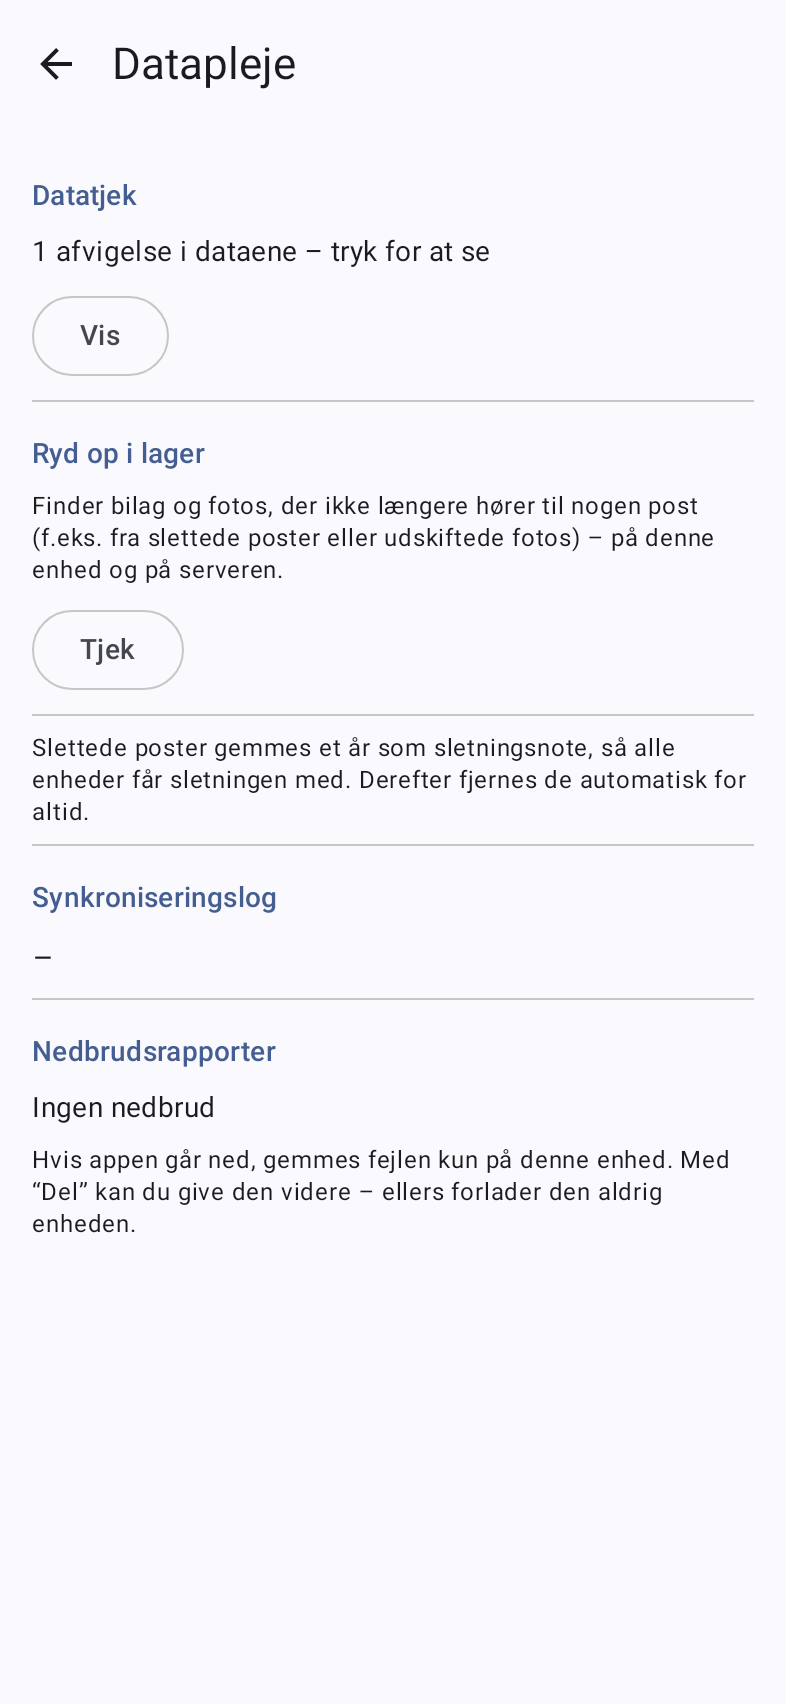 Datapleje
Datatjek
1 afvigelse i dataene – tryk for at se
Vis
Ryd op i lager
Finder bilag og fotos, der ikke længere hører til nogen post
(f.eks. fra slettede poster eller udskiftede fotos) – på denne
enhed og på serveren.
Tjek
Slettede poster gemmes et år som sletningsnote, så alle
enheder får sletningen med. Derefter fjernes de automatisk for
altid.
Synkroniseringslog
–
Nedbrudsrapporter
Ingen nedbrud
Hvis appen går ned, gemmes fejlen kun på denne enhed. Med
“Del” kan du give den videre – ellers forlader den aldrig
enheden.